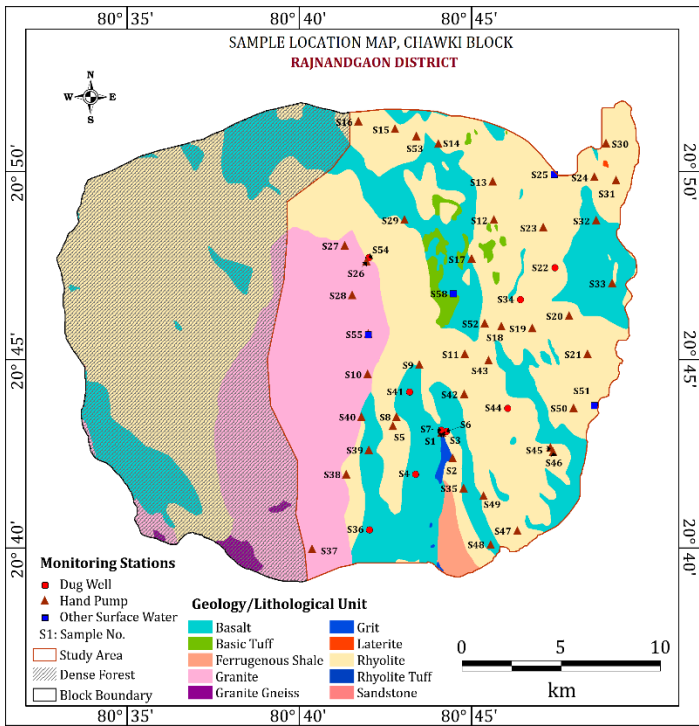 80° 35' 80° 40' 80° 45'
SAMPLE LOCATION MAP, CHAWKI BLOCK
RAJNANDGAON DISTRICT
N
W E
S
S16
S15
S53
S14
S30
20° 50' 20° 50'
S25
S24
S13
S31
S29
S12
S23
S32
S27
S54
S26
S17
S22
S33
S28
S58
S34
S20
S52
S18
S19
S55
20° 45' 20° 45'
S11
S43
S21
S9
S10
S41
S42
S51
S40
S8
S44
S50
S5
S7
S6
S1
S3
S45
S46
S39
S2
S38
S4
S35
S49
S36
S47
S48
S37
20° 40' 20° 40'
Monitoring Stations
Dug Well
Hand Pump
Other Surface Water
S1: Sample No.
Study Area
Dense Forest
Block Boundary
Geology/Lithological Unit
Basalt
Basic Tuff
Ferrugenous Shale
Granite
Granite Gneiss
Grit
Laterite
Rhyolite
Rhyolite Tuff
Sandstone
0 5 10
km
80° 35' 80° 40' 80° 45'